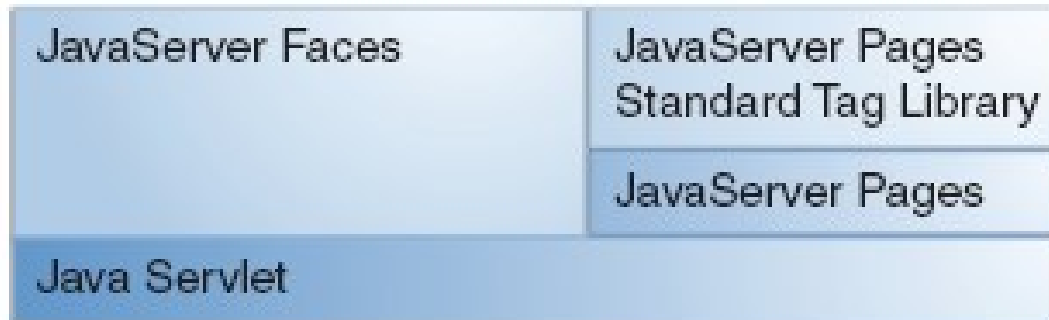 JavaServer Faces
JavaServer Pages
Standard Tag Library
JavaServer Pages
Java Servlet